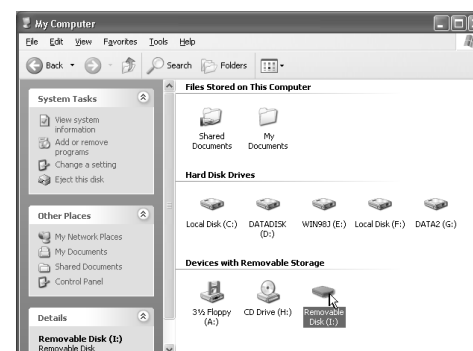 My Computer
File Edit View Favorites Tools Help
Back Search Folders
System Tasks
View system
information
Add or remove
programs
Change a setting
Eject this disk
Other Places
My Network Places
My Documents
Shared Documents
Control Panel
Details
Removable Disk (I:)
Removable Disk
Files Stored on This Computer
Shared
Documents
My
Documents
Hard Disk Drives
Local Disk (C:)
DATADISK
(D:)
WIN98J (E:)
Local Disk (F:)
DATA2 (G:)
Devices with Removable Storage
3½ Floppy
(A:)
CD Drive (H:)
Removable
Disk (I:)